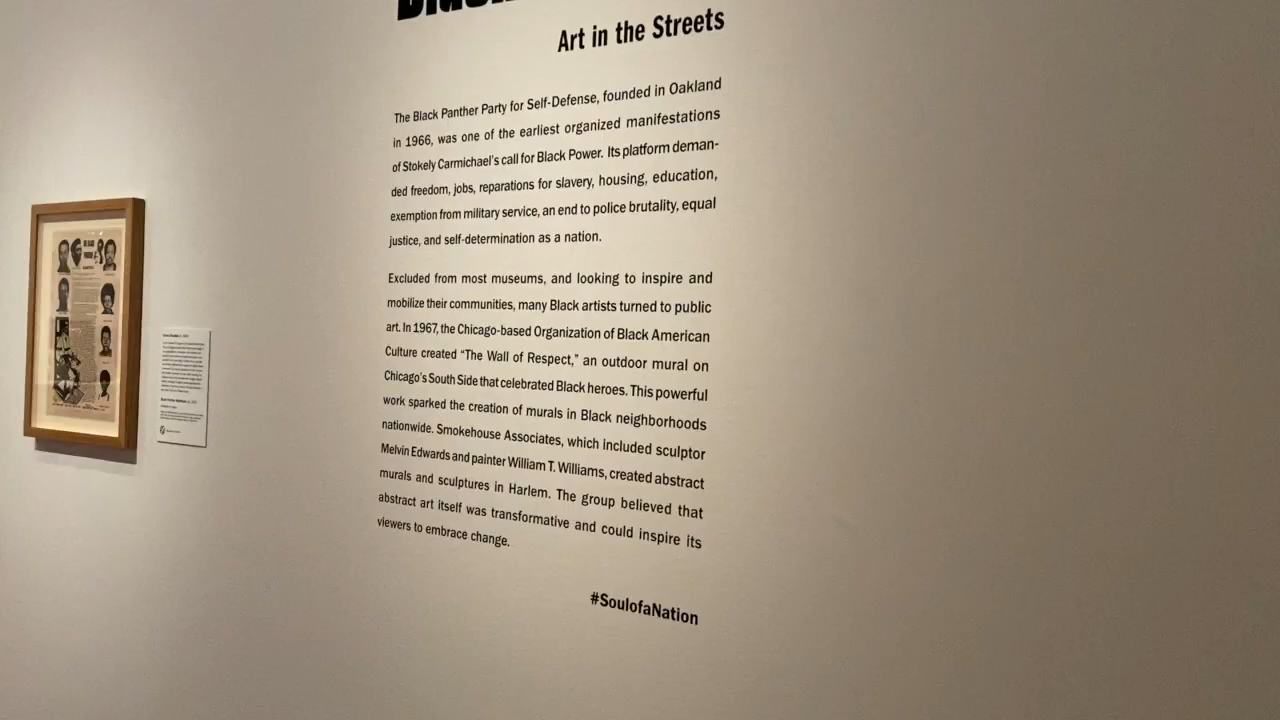 Art in the Streets
The Black Panther Party for Self-Defense, founded in Oakland
in 1966, was one of the earliest organized manifestations
of Stokely Carmichael's call for Black Power. Its platform deman-
ded freedom, jobs, reparations for slavery, housing, education,
exemption from military service, an end to police brutality, equal
justice, and self-determination as a nation.
Excluded from most museums, and looking to inspire and
mobilize their communities, many Black artists turned to public
art. In 1967, the Chicago-based Organization of Black American
Culture created “The Wall of Respect,” an outdoor mural on
Chicago's South Side that celebrated Black heroes. This powerful
work sparked the creation of murals in Black neighborhoods
nationwide. Smokehouse Associates, which included sculptor
Melvin Edwards and painter William T. Williams, created abstract
murals and sculptures in Harlem. The group believed that
abstract art itself was transformative and could inspire its
viewers to embrace change.
#SoulofaNation